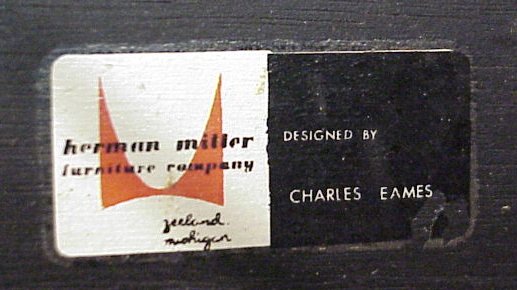 herman miller
furniture company
zeeland
michigan
DESIGNED BY
CHARLES EAMES